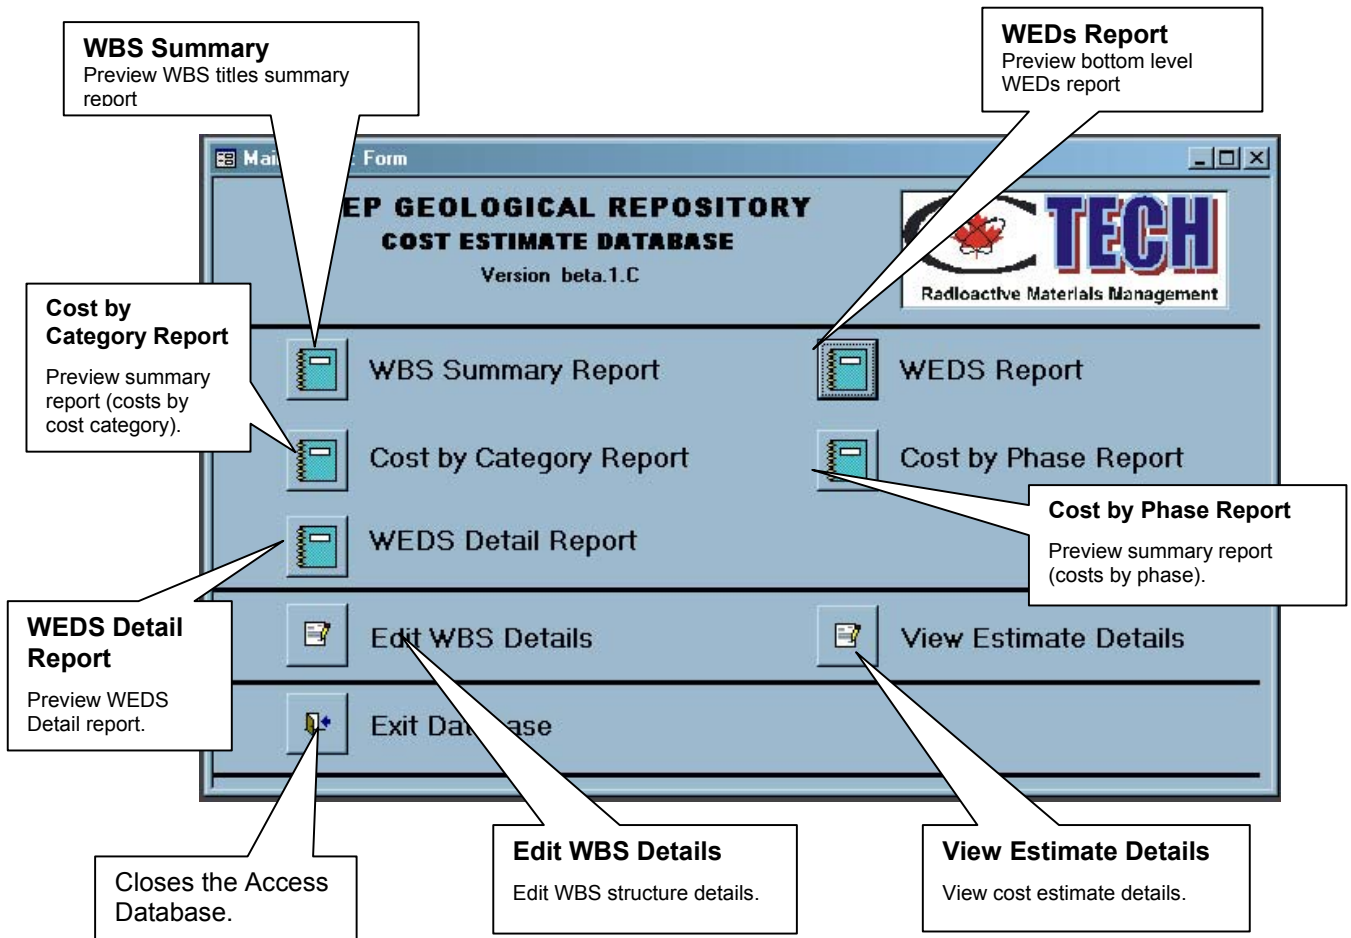 WBS Summary
Preview WBS titles summary
report
WEDs Report
Preview bottom level
WEDs report
Form
EP GEOLOGICAL REPOSITORY
COST ESTIMATE DATABASE
Version beta.1.C
TECH
Radioactive Materials Management
Cost by
Category Report
Preview summary
report (costs by
cost category).
WBS Summary Report
WEDS Report
Cost by Category Report
Cost by Phase Report
Cost by Phase Report
Preview summary report
(costs by phase).
WEDS Detail Report
WEDS Detail
Report
Preview WEDS
Detail report.
Edit WBS Details
View Estimate Details
Exit Database
Closes the Access
Database.
Edit WBS Details
Edit WBS structure details.
View Estimate Details
View cost estimate details.